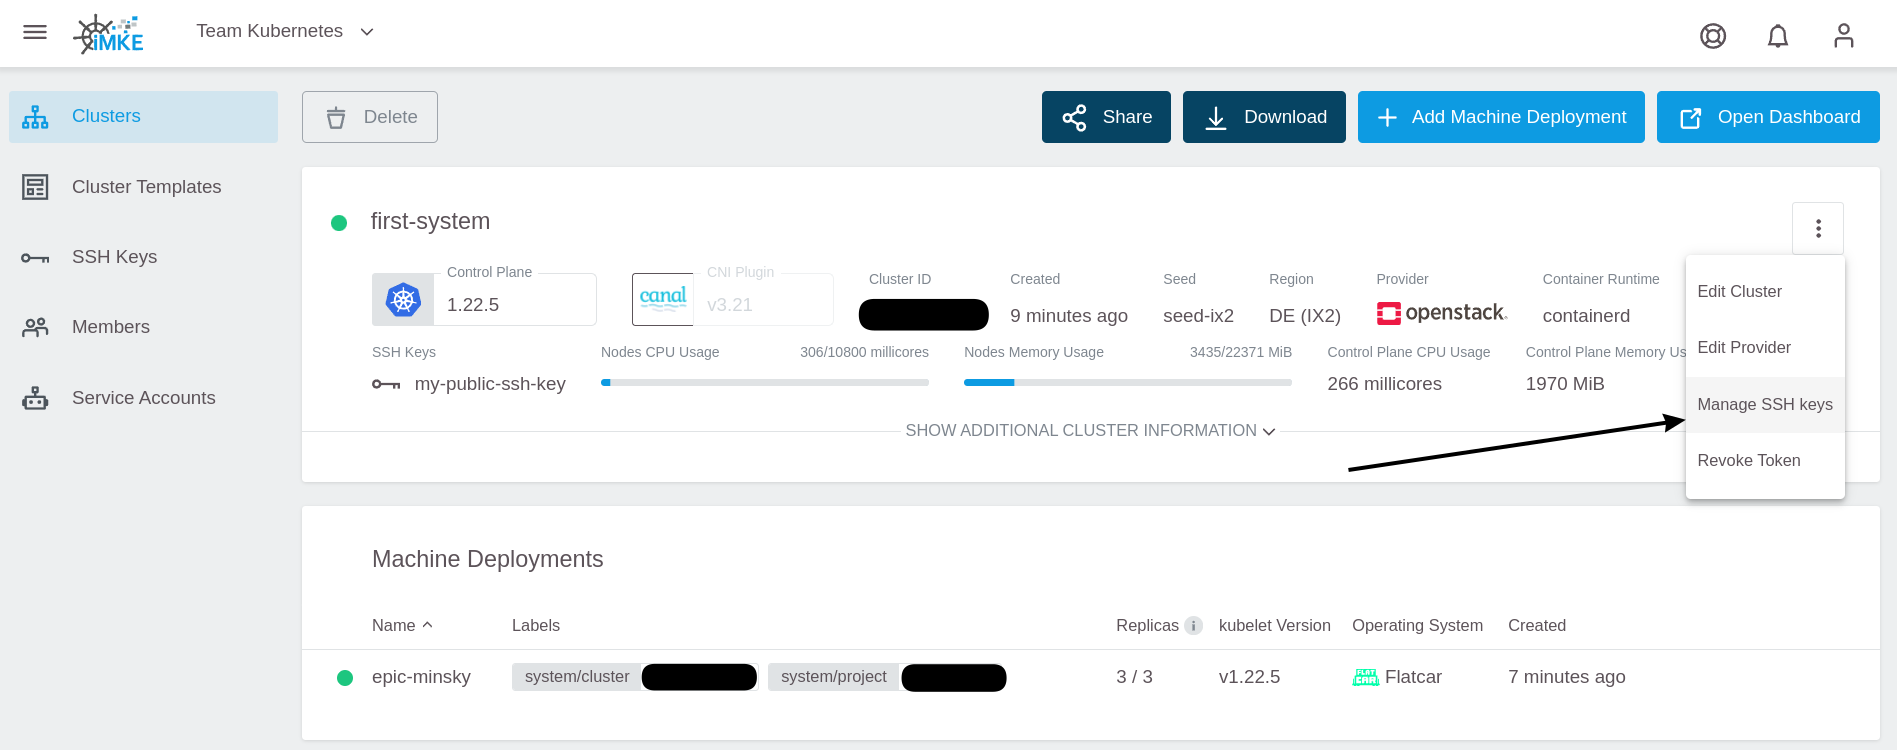 iMKE
Team Kubernetes
Clusters
Cluster Templates
SSH Keys
Members
Service Accounts
Delete
Share
Download
Add Machine Deployment
Open Dashboard
first-system
Control Plane
1.22.5
CNI Plugin
canal
v3.21
Cluster ID
Created
9 minutes ago
Seed
seed-ix2
Region
DE (IX2)
Provider
openstack.
Container Runtime
containerd
SSH Keys
my-public-ssh-key
Nodes CPU Usage
306/10800 millicores
Nodes Memory Usage
3435/22371 MiB
Control Plane CPU Usage
266 millicores
Control Plane Memory Us
1970 MiB
SHOW ADDITIONAL CLUSTER INFORMATION
Edit Cluster
Edit Provider
Manage SSH keys
Revoke Token
Machine Deployments
Name
Labels
Replicas
kubelet Version
Operating System
Created
epic-minsky
system/cluster
system/project
3 / 3
v1.22.5
FLAT
CAR
Flatcar
7 minutes ago